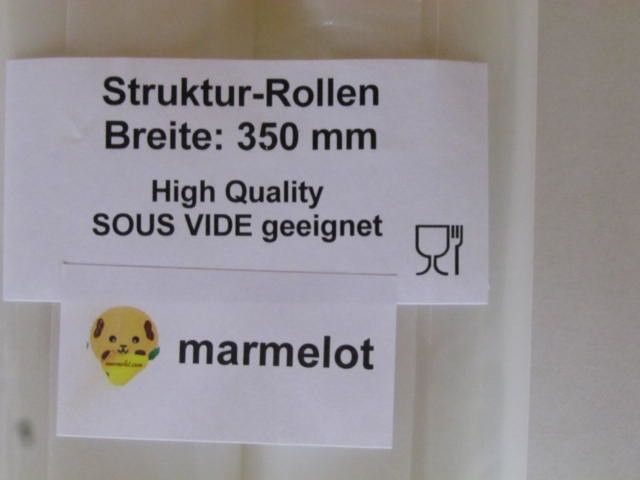 Struktur-Rollen
Breite: 350 mm
High Quality
SOUS VIDE geeignet
marmelot